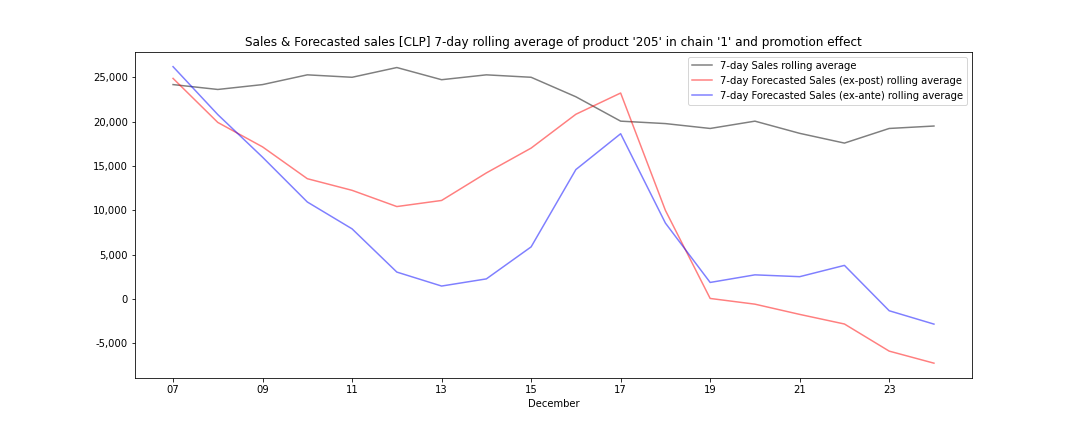 Sales & Forecasted sales [CLP] 7-day rolling average of product '205' in chain '1' and promotion effect
7-day Sales rolling average
7-day Forecasted Sales (ex-post) rolling average
7-day Forecasted Sales (ex-ante) rolling average
25,000
20,000
15,000
10,000
5,000
0
-5,000
07 09 11 13 15 17 19 21 23
December